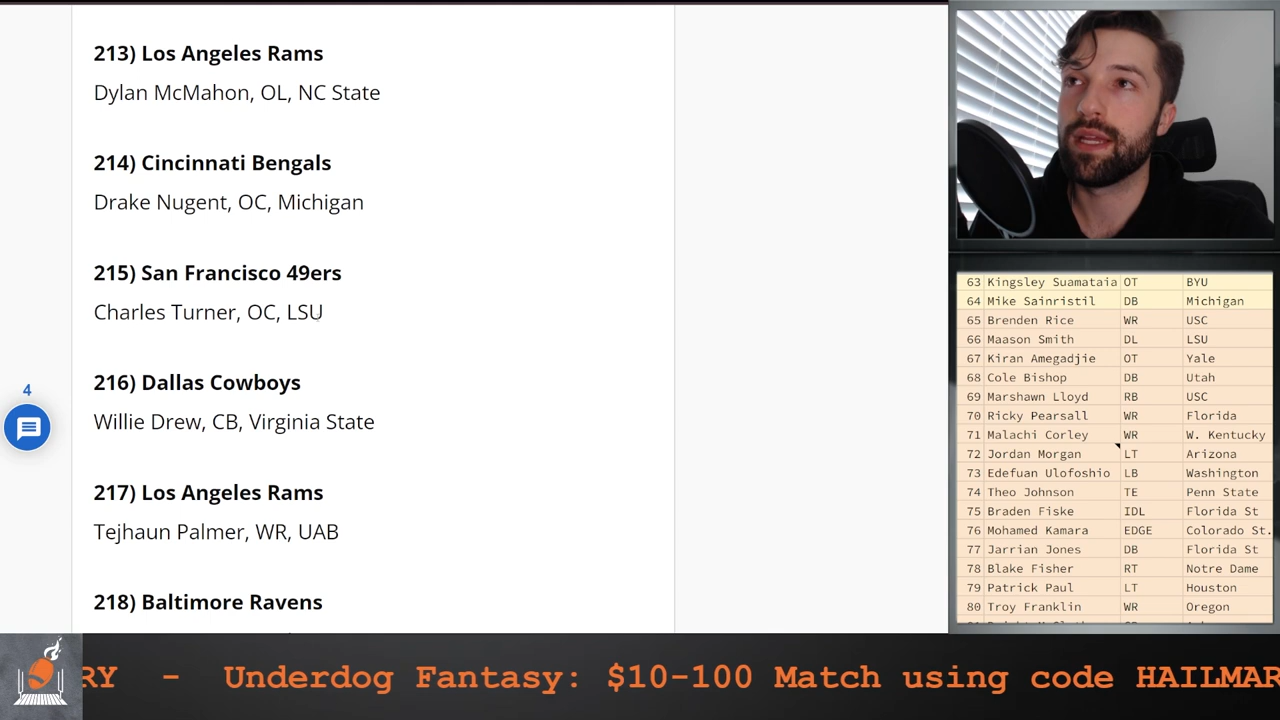 213) Los Angeles Rams
Dylan McMahon, OL, NC State
214) Cincinnati Bengals
Drake Nugent, OC, Michigan
215) San Francisco 49ers
Charles Turner, OC, LSU
216) Dallas Cowboys
Willie Drew, CB, Virginia State
217) Los Angeles Rams
Tejhaun Palmer, WR, UAB
218) Baltimore Ravens
4
63 Kingsley Suamataia OT BYU
64 Mike Sainristil DB Michigan
65 Brenden Rice WR USC
66 Maason Smith DL LSU
67 Kiran Amegadjie OT Yale
68 Cole Bishop DB Utah
69 Marshawn Lloyd RB USC
70 Ricky Pearsall WR Florida
71 Malachi Corley WR W. Kentucky
72 Jordan Morgan LT Arizona
73 Edefuan Ulofoshio LB Washington
74 Theo Johnson TE Penn State
75 Braden Fiske IDL Florida St
76 Mohamed Kamara EDGE Colorado St.
77 Jarrian Jones DB Florida St
78 Blake Fisher RT Notre Dame
79 Patrick Paul LT Houston
80 Troy Franklin WR Oregon
RY - Underdog Fantasy: $10-100 Match using code HAILMAR